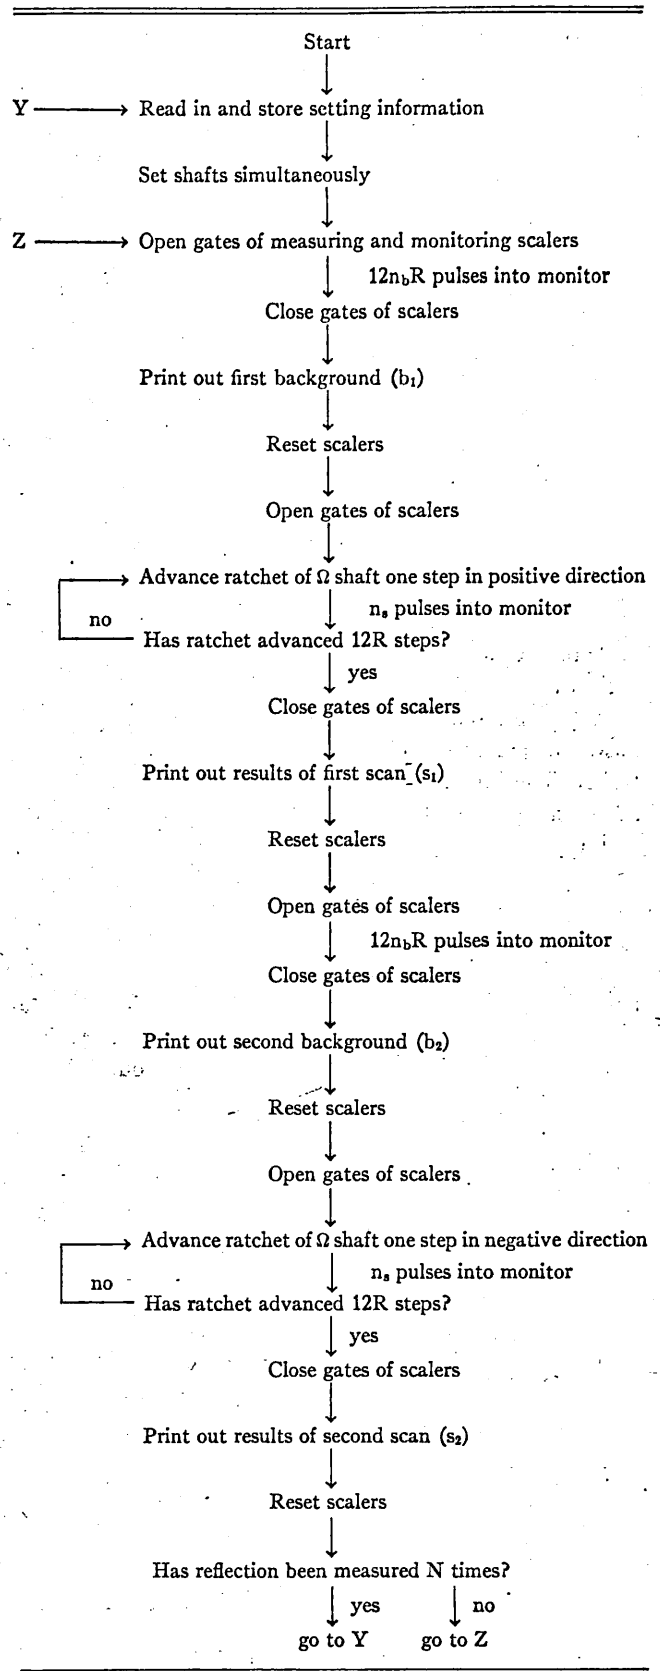 Start
Y Read in and store setting information
Set shafts simultaneously
Z Open gates of measuring and monitoring scalers
12n_bR pulses into monitor
Close gates of scalers
Print out first background (b₁)
Reset scalers
Open gates of scalers
Advance ratchet of Ω shaft one step in positive direction
nₛ pulses into monitor
no
Has ratchet advanced 12R steps?
yes
Close gates of scalers
Print out results of first scan (s₁)
Reset scalers
Open gates of scalers
12n_bR pulses into monitor
Close gates of scalers
Print out second background (b₂)
Reset scalers
Open gates of scalers
Advance ratchet of Ω shaft one step in negative direction
nₛ pulses into monitor
no
Has ratchet advanced 12R steps?
yes
Close gates of scalers
Print out results of second scan (s₂)
Reset scalers
Has reflection been measured N times?
yes no
go to Y go to Z